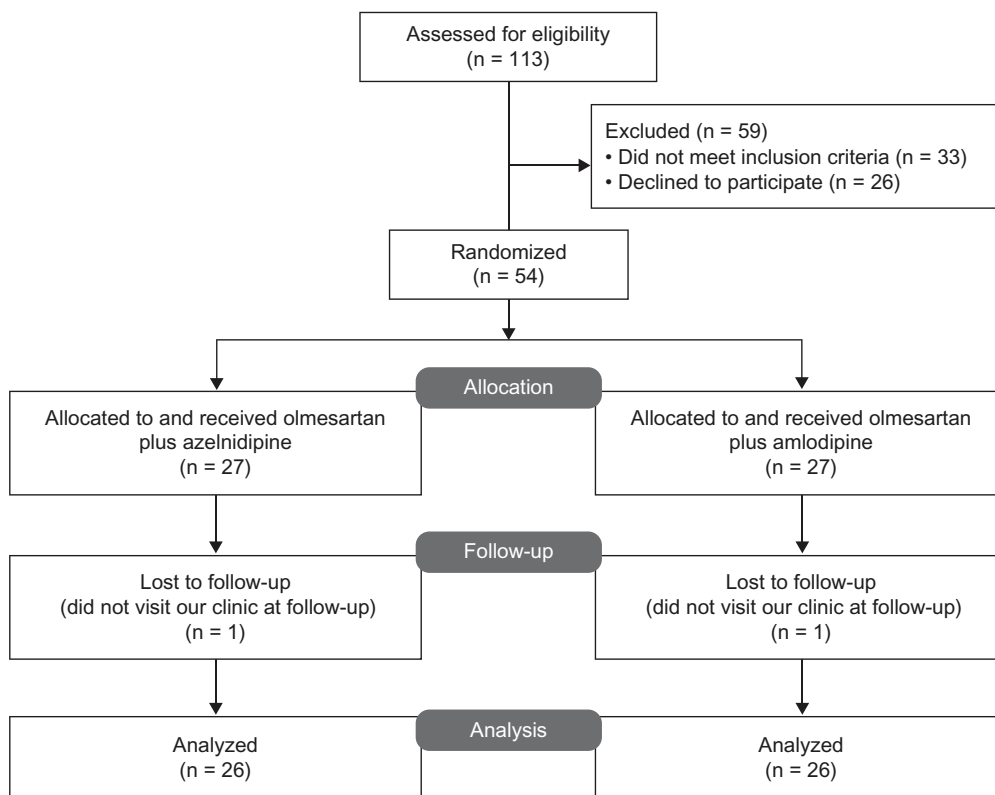 Assessed for eligibility
(n = 113)
Excluded (n = 59)
• Did not meet inclusion criteria (n = 33)
• Declined to participate (n = 26)
Randomized
(n = 54)
Allocation
Allocated to and received olmesartan
plus azelnidipine
(n = 27)
Allocated to and received olmesartan
plus amlodipine
(n = 27)
Follow-up
Lost to follow-up
(did not visit our clinic at follow-up)
(n = 1)
Lost to follow-up
(did not visit our clinic at follow-up)
(n = 1)
Analysis
Analyzed
(n = 26)
Analyzed
(n = 26)